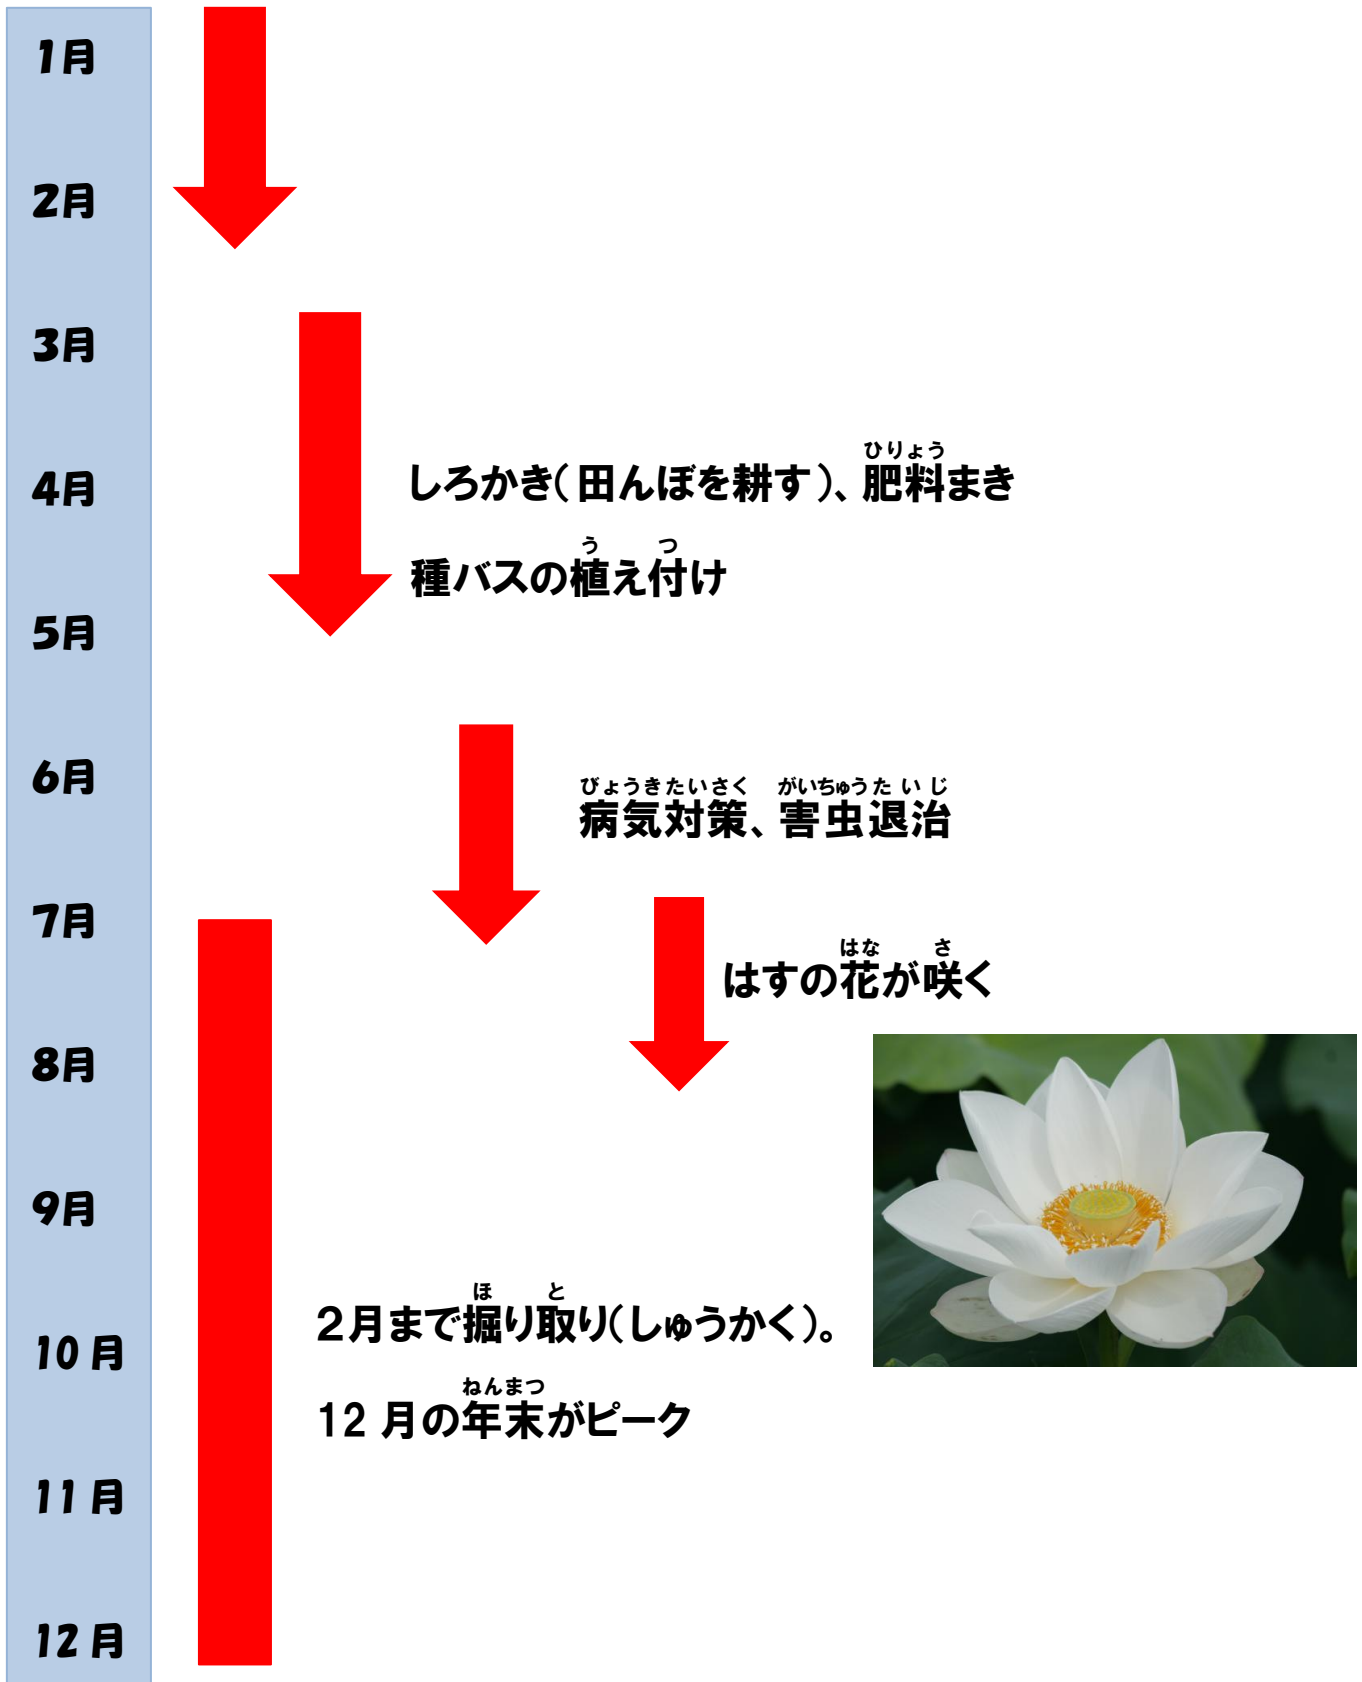 1月
2月
3月
4月
しろかき(田んぼを耕す)、肥料まき
ひりょう
種バスの植え付け
う つ
5月
6月
病気対策、害虫退治
びょうきたいさく がいちゅうたいじ
7月
はすの花が咲く
はな さ
8月
9月
2月まで掘り取り(しゅうかく)。
ほ と
10月
12月の年末がピーク
ねんまつ
11月
12月